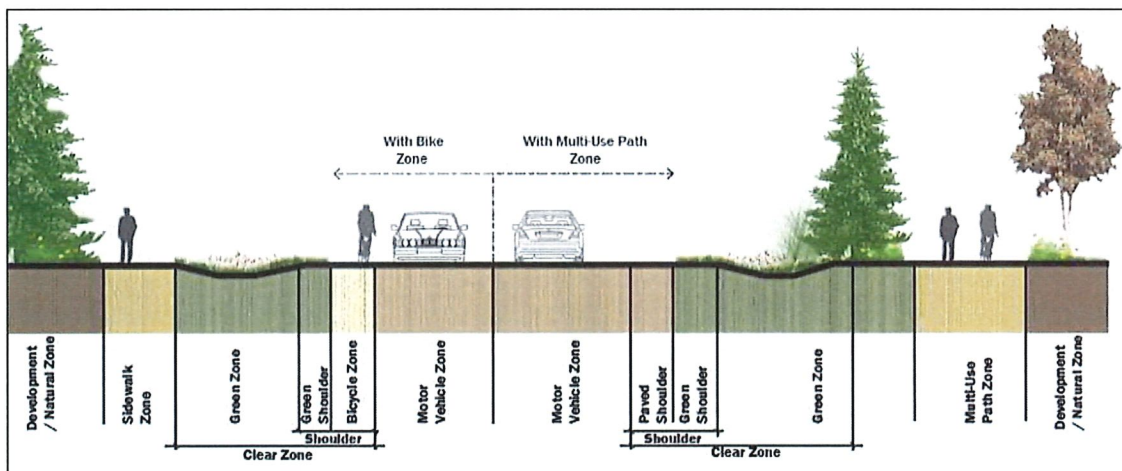 With Bike
Zone
With Multi-Use Path
Zone
Development
/ Natural Zone
Sidewalk
Zone
Green Zone
Green
Shoulder
Bicycle Zone
Motor
Vehicle Zone
Motor
Vehicle Zone
Paved
Shoulder
Green
Shoulder
Green Zone
Multi-Use
Path Zone
Development
/ Natural Zone
Shoulder
Clear Zone
Shoulder
Clear Zone